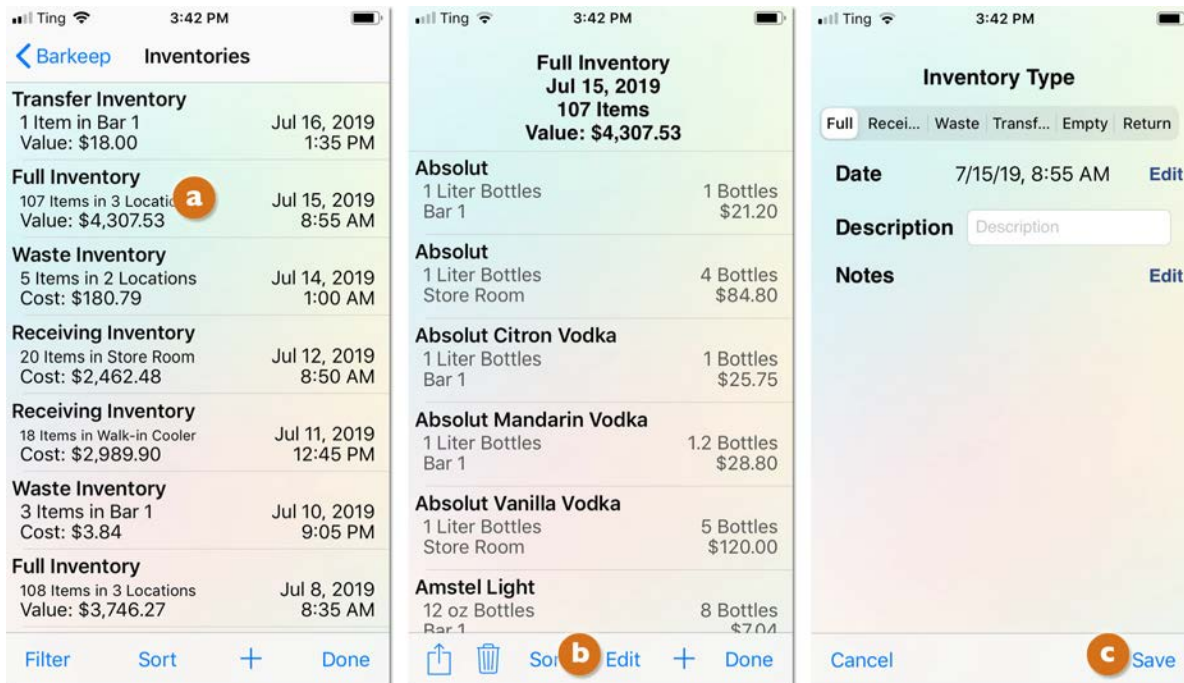 Ting
3:42 PM
Barkeep
Inventories
Transfer Inventory
1 Item in Bar 1
Jul 16, 2019
Value: $18.00
1:35 PM
Full Inventory
107 Items in 3
Jul 15, 2019
Value: $4,307.53
8:55 AM
a
Waste Inventory
5 Items in 2 Locations
Jul 14, 2019
Cost: $180.79
1:00 AM
Receiving Inventory
20 Items in Store Room
Jul 12, 2019
Cost: $2,462.48
8:50 AM
Receiving Inventory
18 Items in Walk-in Cooler
Jul 11, 2019
Cost: $2,989.90
12:45 PM
Waste Inventory
3 Items in Bar 1
Jul 10, 2019
Cost: $3.84
9:05 PM
Full Inventory
108 Items in 3 Locations
Jul 8, 2019
Value: $3,746.27
8:35 AM
Filter
Sort
+
Done
Ting
3:42 PM
Full Inventory
Jul 15, 2019
107 Items
Value: $4,307.53
Absolut
1 Liter Bottles
1 Bottles
Bar 1
$21.20
Absolut
1 Liter Bottles
4 Bottles
Store Room
$84.80
Absolut Citron Vodka
1 Liter Bottles
1 Bottles
Bar 1
$25.75
Absolut Mandarin Vodka
1 Liter Bottles
1.2 Bottles
Bar 1
$28.80
Absolut Vanilla Vodka
1 Liter Bottles
5 Bottles
Store Room
$120.00
Amstel Light
12 oz Bottles
8 Bottles
Bar 1
$7.04
b
Edit
+
Done
Ting
3:42 PM
Inventory Type
Full
Recei...
Waste
Transf...
Empty
Return
Date
7/15/19, 8:55 AM
Edit
Description
Description
Notes
Edit
Cancel
c
Save